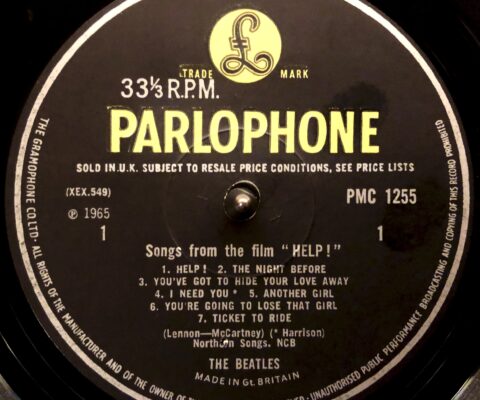 £
TRADE MARK
33⅓ R.P.M.
PARLOPHONE
SOLD IN U.K. SUBJECT TO RESALE PRICE CONDITIONS, SEE PRICE LISTS
(XEX.549)
PMC 1255
℗ 1965
1
1
Songs from the film "HELP!"
1. HELP! 2. THE NIGHT BEFORE
3. YOU'VE GOT TO HIDE YOUR LOVE AWAY
4. I NEED YOU * 5. ANOTHER GIRL
6. YOU'RE GOING TO LOSE THAT GIRL
7. TICKET TO RIDE
(Lennon—McCartney) (* Harrison)
Northern Songs. NCB
THE BEATLES
MADE IN Gt. BRITAIN
THE GRAMOPHONE CO. LTD. ALL RIGHTS OF THE MANUFACTURER AND OF THE OWNER OF
UNAUTHORISED PUBLIC PERFORMANCE BROADCASTING AND COPYING OF THIS RECORD PROHIBITED